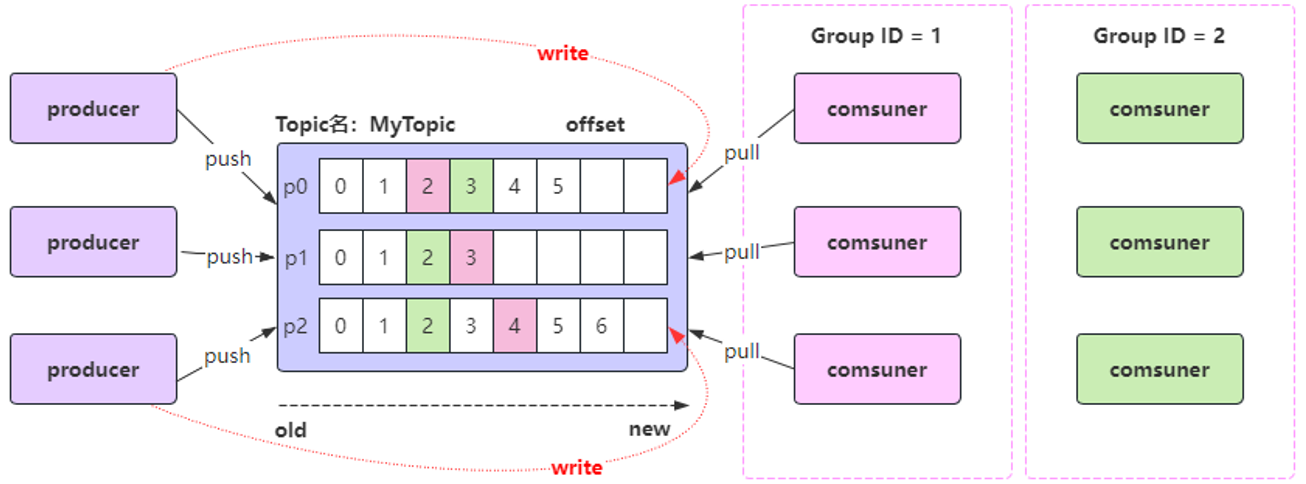 Group ID = 1
Group ID = 2
write
producer
comsuner
comsuner
Topic名: MyTopic
offset
push
pull
p0 0 1 2 3 4 5
producer
comsuner
comsuner
push
p1 0 1 2 3
pull
p2 0 1 2 3 4 5 6
push
pull
producer
comsuner
comsuner
old
new
write